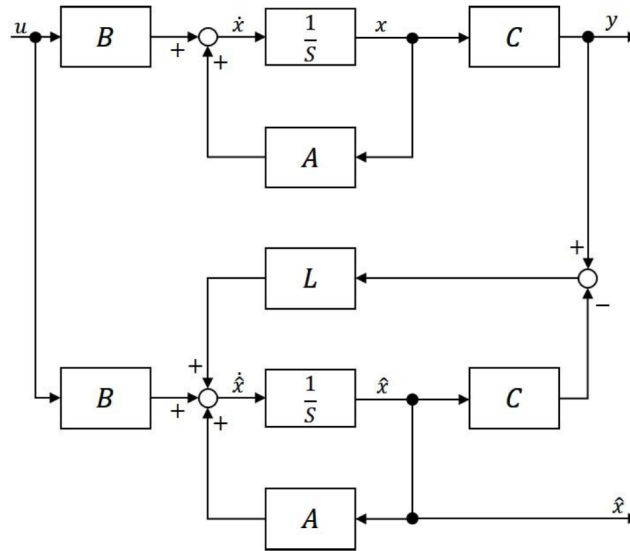 u B + + ẋ 1/S x C y
A
+
L
−
+
B + + x̂̇ 1/S x̂ C
A x̂